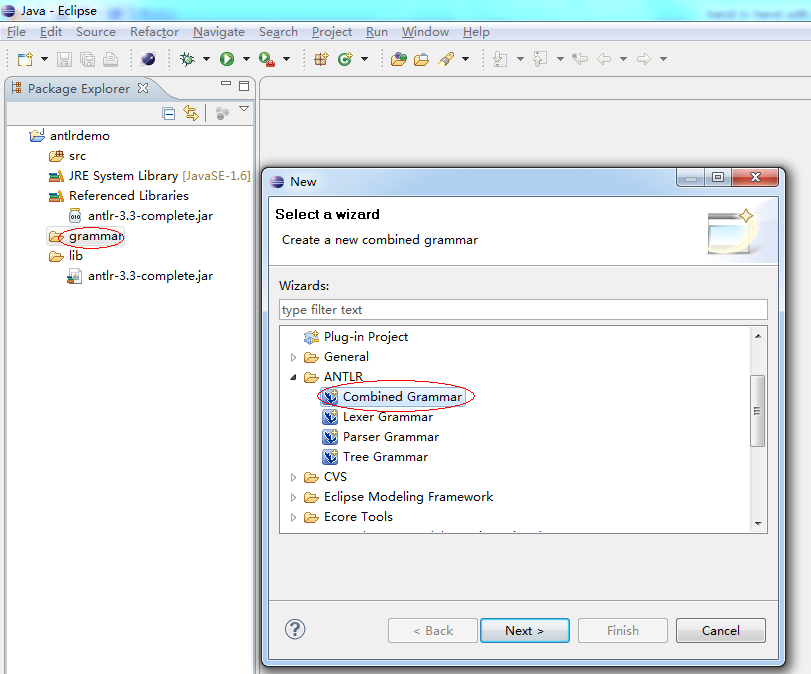 Java - Eclipse
File Edit Source Refactor Navigate Search Project Run Window Help
Package Explorer
antlrdemo
src
JRE System Library [JavaSE-1.6]
Referenced Libraries
antlr-3.3-complete.jar
grammar
lib
antlr-3.3-complete.jar
New
Select a wizard
Create a new combined grammar
Wizards:
type filter text
Plug-in Project
General
ANTLR
Combined Grammar
Lexer Grammar
Parser Grammar
Tree Grammar
CVS
Eclipse Modeling Framework
Ecore Tools
< Back
Next >
Finish
Cancel